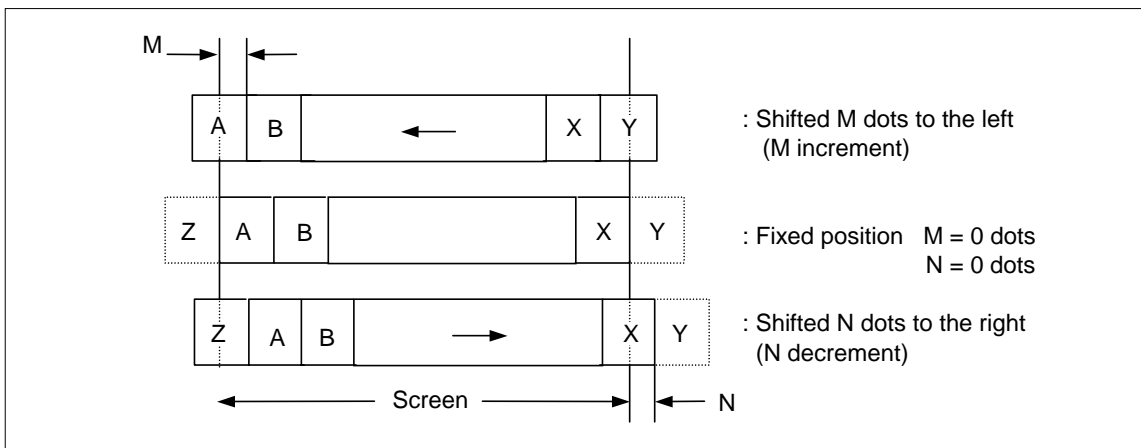 M
A B X Y : Shifted M dots to the left
(M increment)
Z A B X Y : Fixed position M = 0 dots
N = 0 dots
Z A B X Y : Shifted N dots to the right
(N decrement)
Screen N